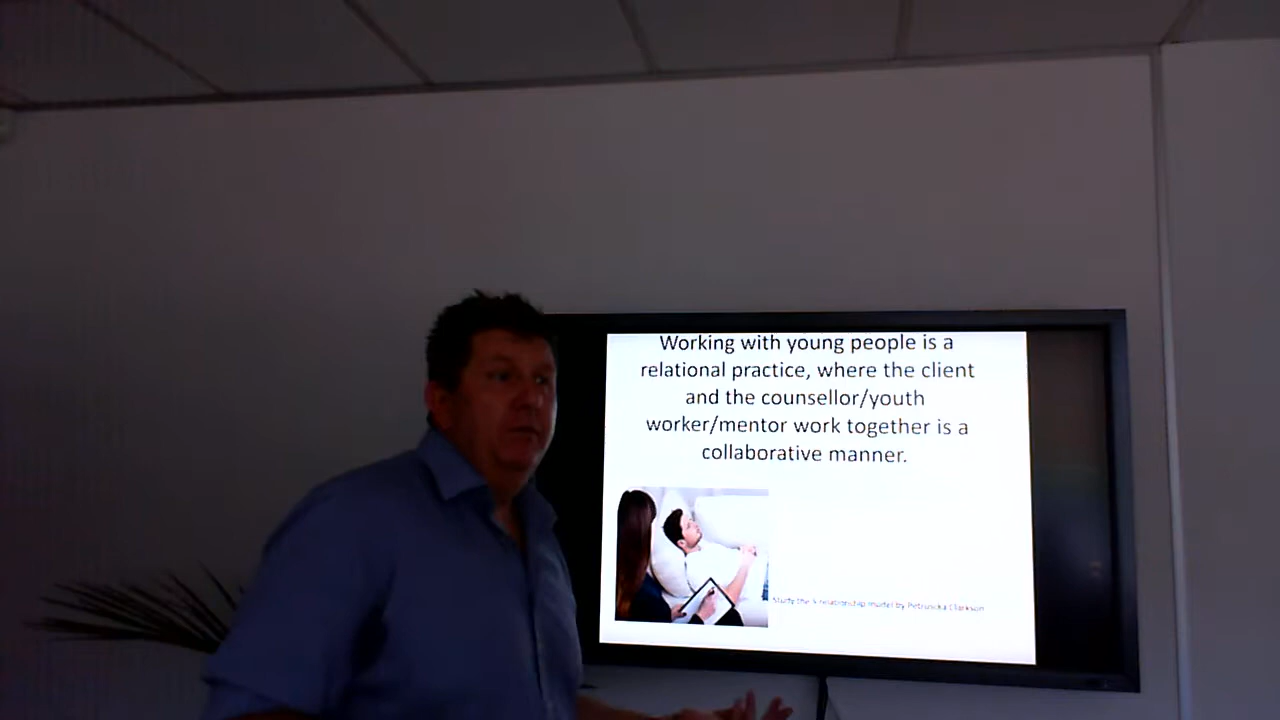 Working with young people is a
relational practice, where the client
and the counsellor/youth
worker/mentor work together is a
collaborative manner.
Study the 5 relationship model by Petruska Clarkson